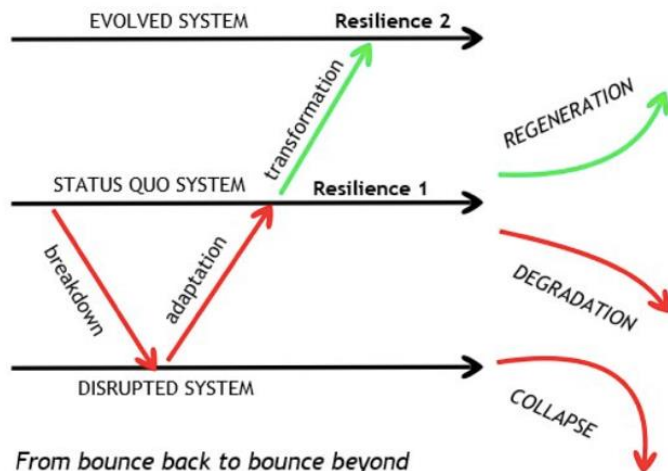 EVOLVED SYSTEM
Resilience 2
transformation
REGENERATION
STATUS QUO SYSTEM
Resilience 1
breakdown
adaptation
DEGRADATION
DISRUPTED SYSTEM
COLLAPSE
From bounce back to bounce beyond